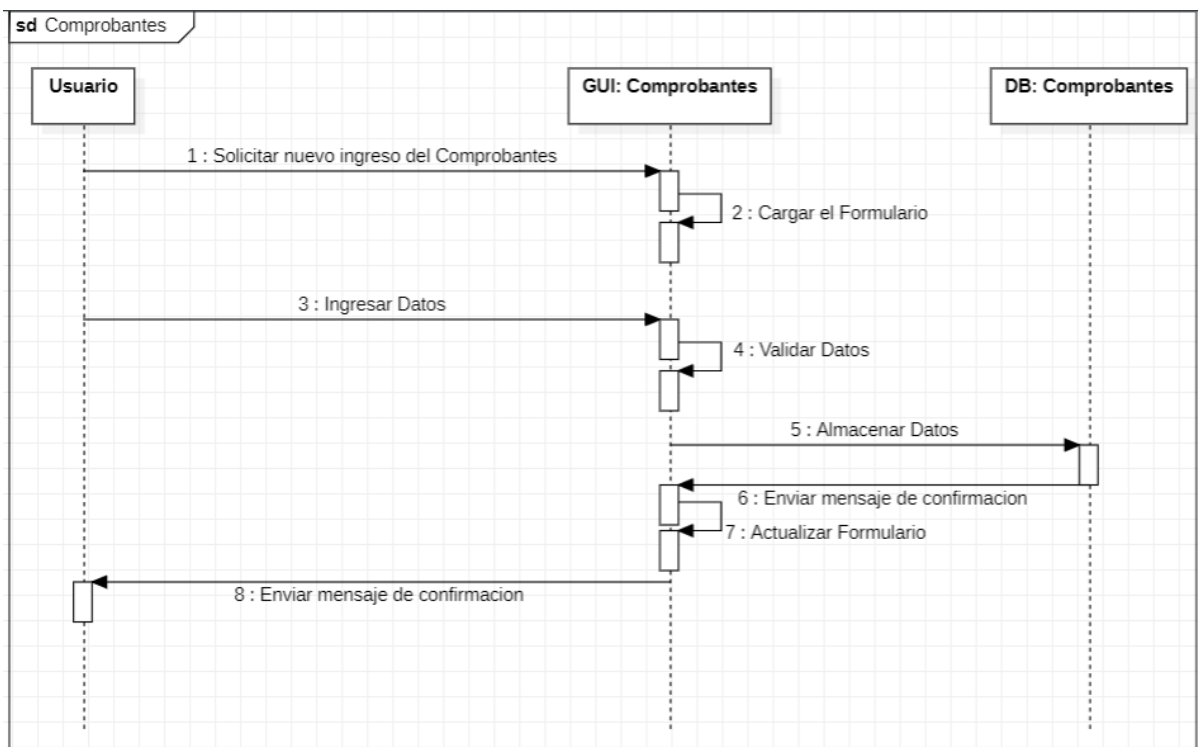 sd Comprobantes
Usuario
GUI: Comprobantes
DB: Comprobantes
1 : Solicitar nuevo ingreso del Comprobantes
2 : Cargar el Formulario
3 : Ingresar Datos
4 : Validar Datos
5 : Almacenar Datos
6 : Enviar mensaje de confirmacion
7 : Actualizar Formulario
8 : Enviar mensaje de confirmacion